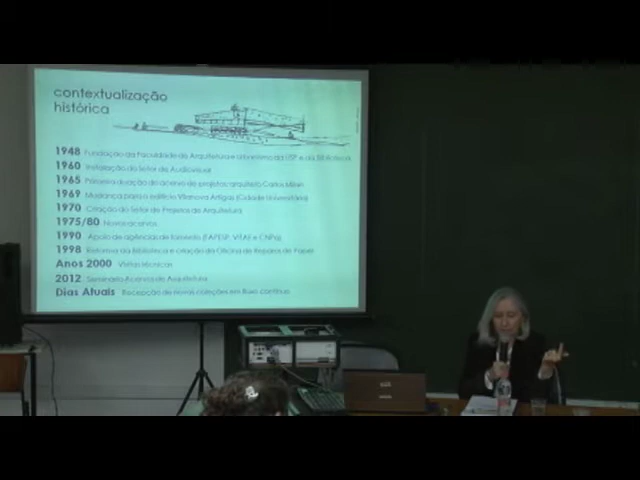 contextualização
histórica
1948 Fundação da Faculdade de Arquitetura e Urbanismo da USP e da Biblioteca
1960 Instalação do Setor de Audiovisual
1965 Primeira doação do acervo de projetos: arquiteto Carlos Millan
1969 Mudança para o edifício Vilanova Artigas (Cidade Universitária)
1970 Criação do Setor de Projetos de Arquitetura
1975/80 Novos acervos
1990 Apoio de agências de fomento (FAPESP, VITAE e CNPq)
1998 Reforma da Biblioteca e criação da Oficina de Reparos de Papel
Anos 2000 Visitas técnicas
2012 Seminário Acervos de Arquitetura
Dias Atuais Recepção de novas coleções em fluxo contínuo